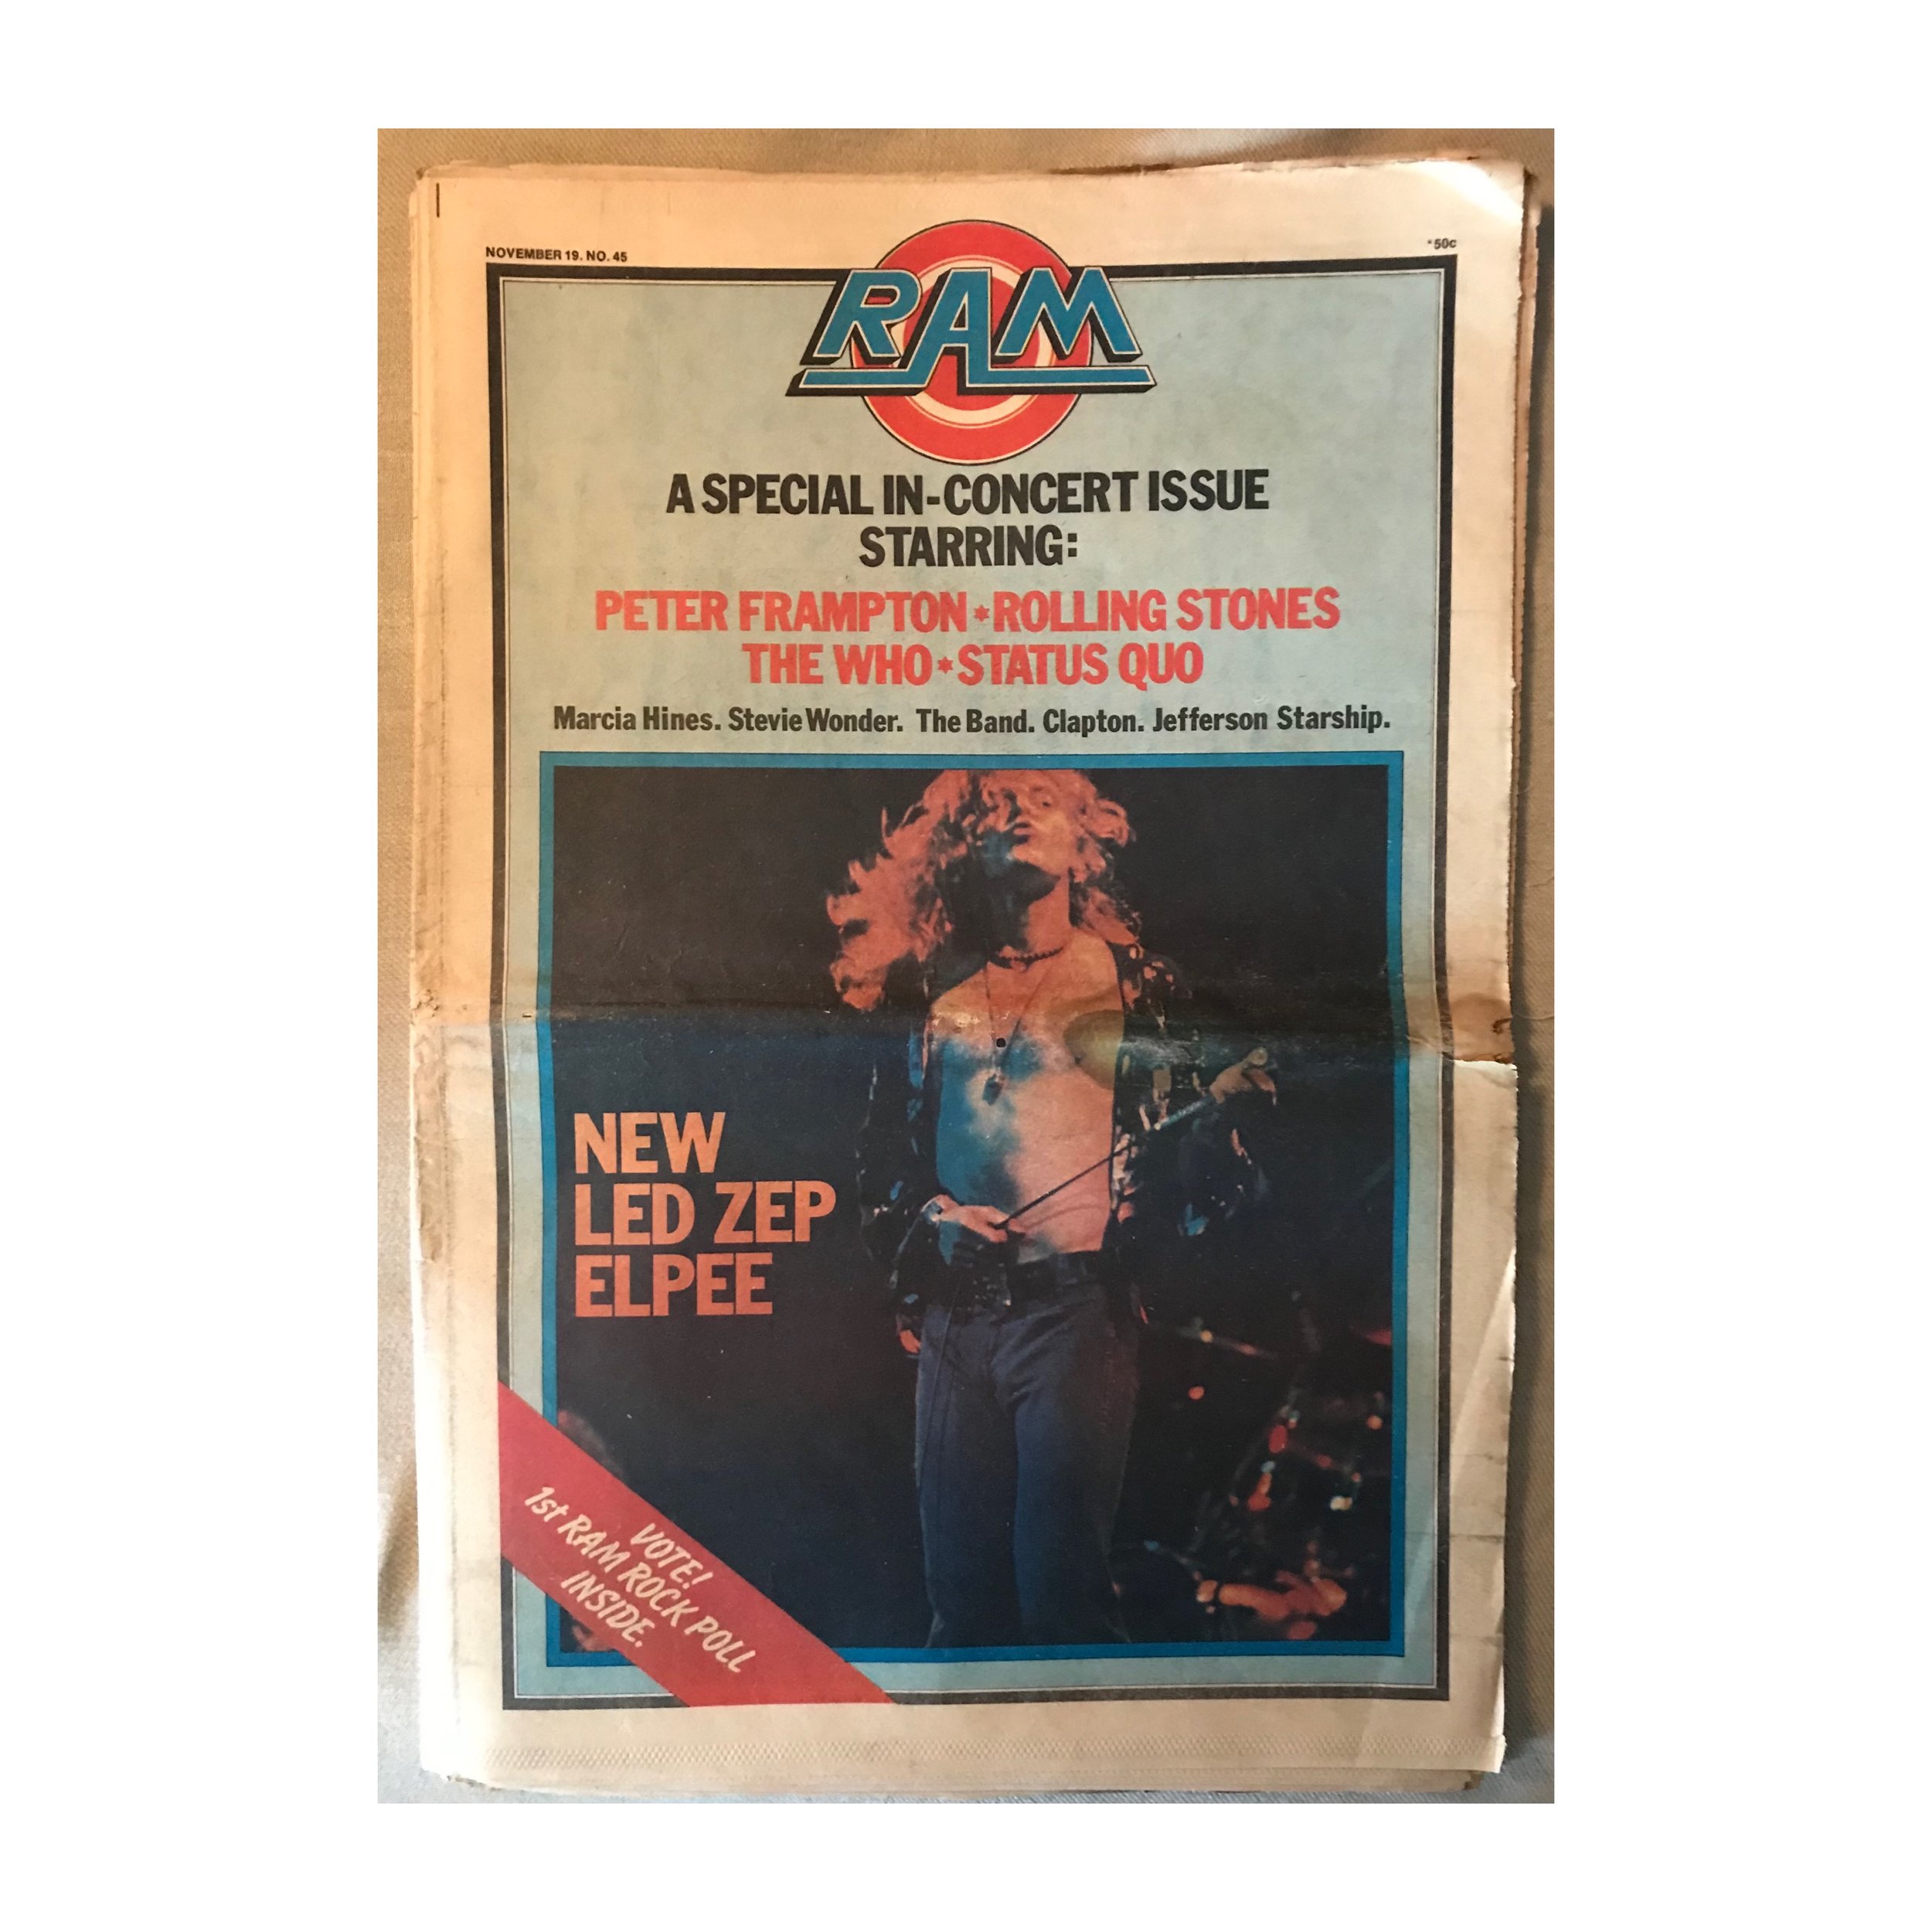 NOVEMBER 19. NO. 45
*50c
RAM
A SPECIAL IN-CONCERT ISSUE
STARRING:
PETER FRAMPTON*ROLLING STONES
THE WHO*STATUS QUO
Marcia Hines. Stevie Wonder. The Band. Clapton. Jefferson Starship.
NEW
LED ZEP
ELPEE
VOTE!
1st RAM ROCK POLL
INSIDE.